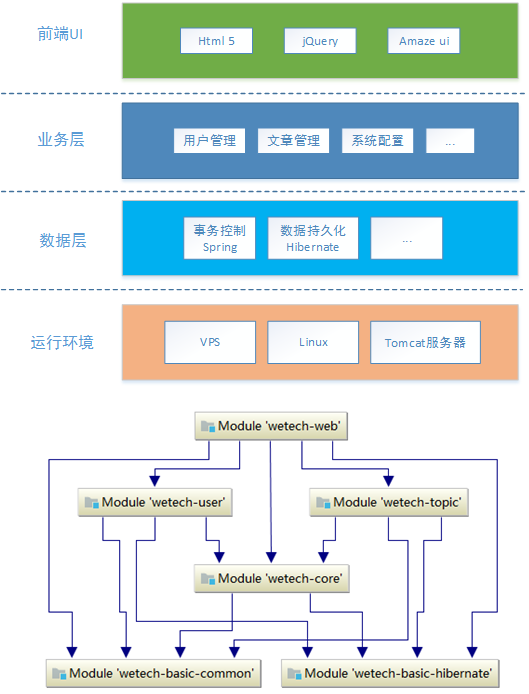 前端UI
Html 5
jQuery
Amaze ui
业务层
用户管理
文章管理
系统配置
...
数据层
事务控制
Spring
数据持久化
Hibernate
...
运行环境
VPS
Linux
Tomcat服务器
Module 'wetech-web'
Module 'wetech-user'
Module 'wetech-topic'
Module 'wetech-core'
Module 'wetech-basic-common'
Module 'wetech-basic-hibernate'